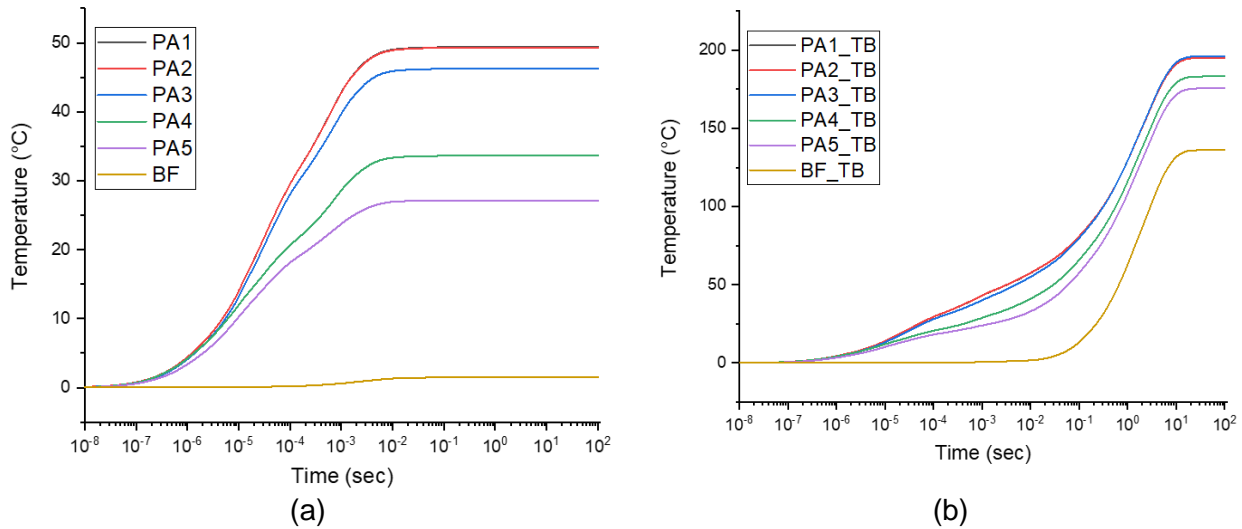 50
40
30
20
10
0
Temperature (°C)
PA1
PA2
PA3
PA4
PA5
BF
10⁻⁸ 10⁻⁷ 10⁻⁶ 10⁻⁵ 10⁻⁴ 10⁻³ 10⁻² 10⁻¹ 10⁰ 10¹ 10²
Time (sec)
(a)
200
150
100
50
0
Temperature (°C)
PA1_TB
PA2_TB
PA3_TB
PA4_TB
PA5_TB
BF_TB
10⁻⁸ 10⁻⁷ 10⁻⁶ 10⁻⁵ 10⁻⁴ 10⁻³ 10⁻² 10⁻¹ 10⁰ 10¹ 10²
Time (sec)
(b)